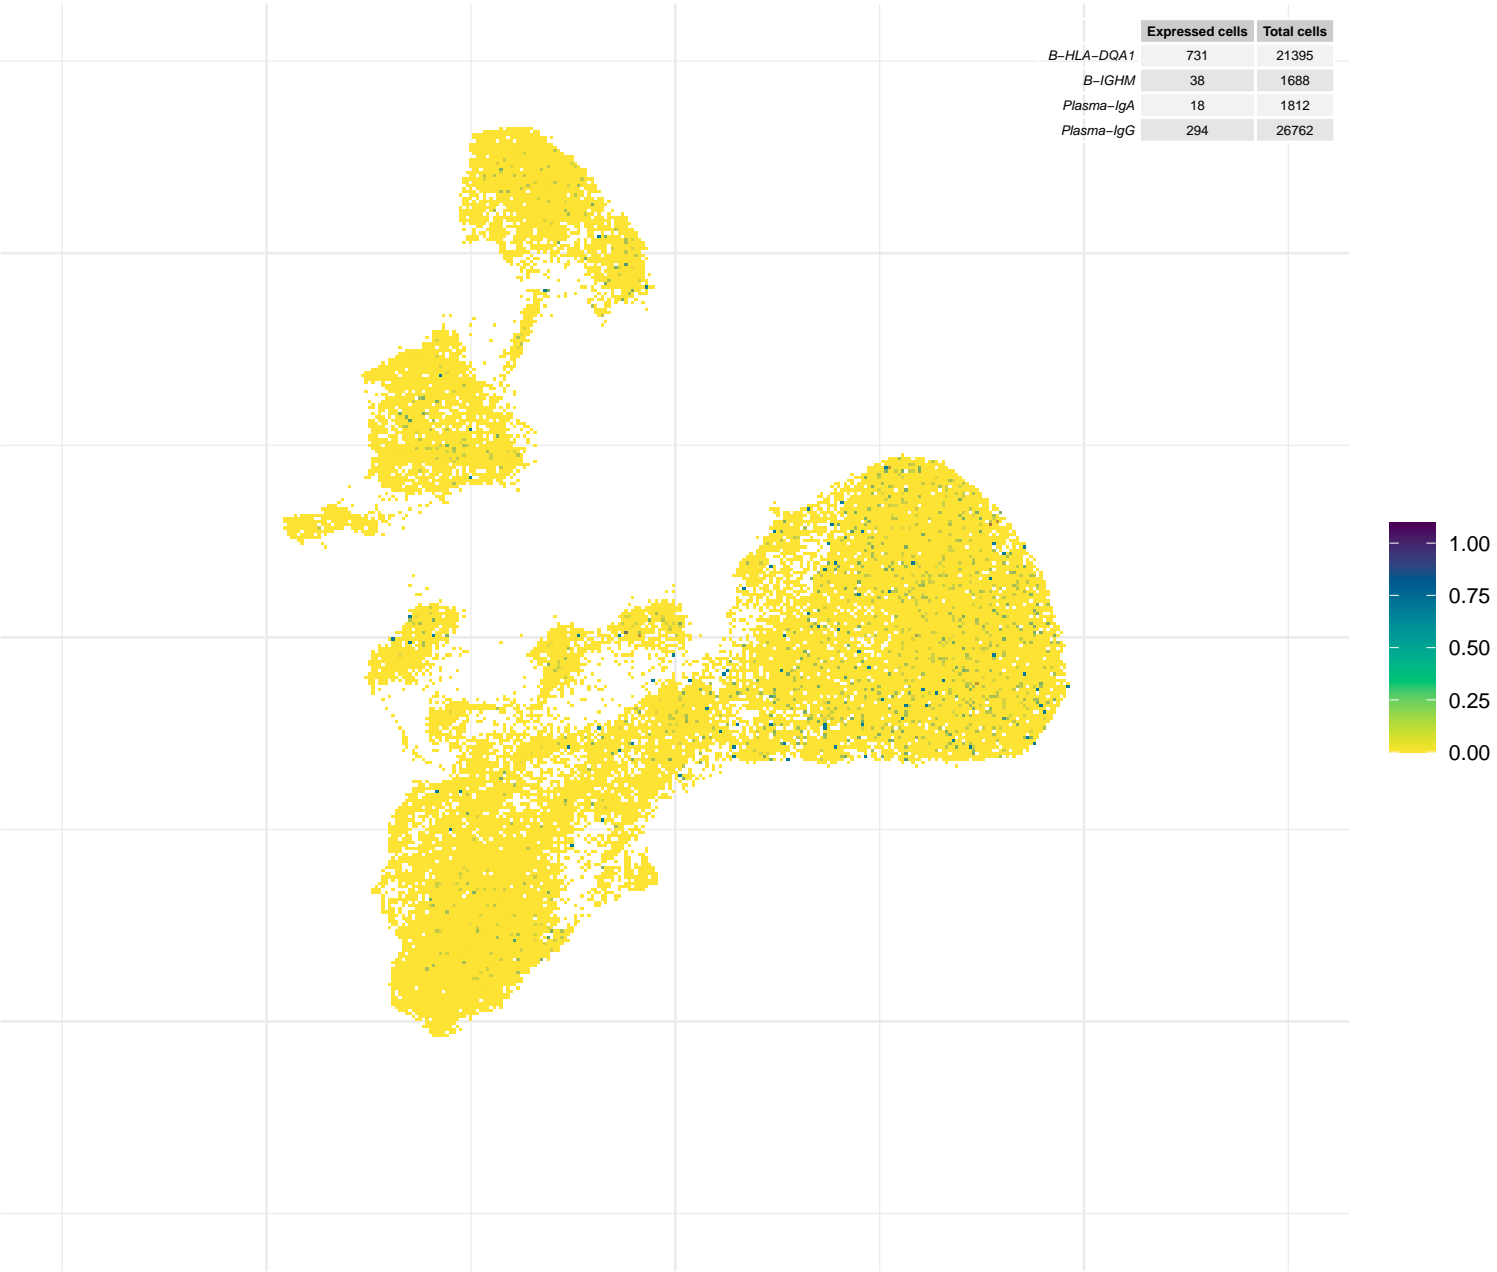 Expressed cells Total cells
B−HLA−DQA1 731 21395
B−IGHM 38 1688
Plasma−IgA 18 1812
Plasma−IgG 294 26762
1.00
0.75
0.50
0.25
0.00